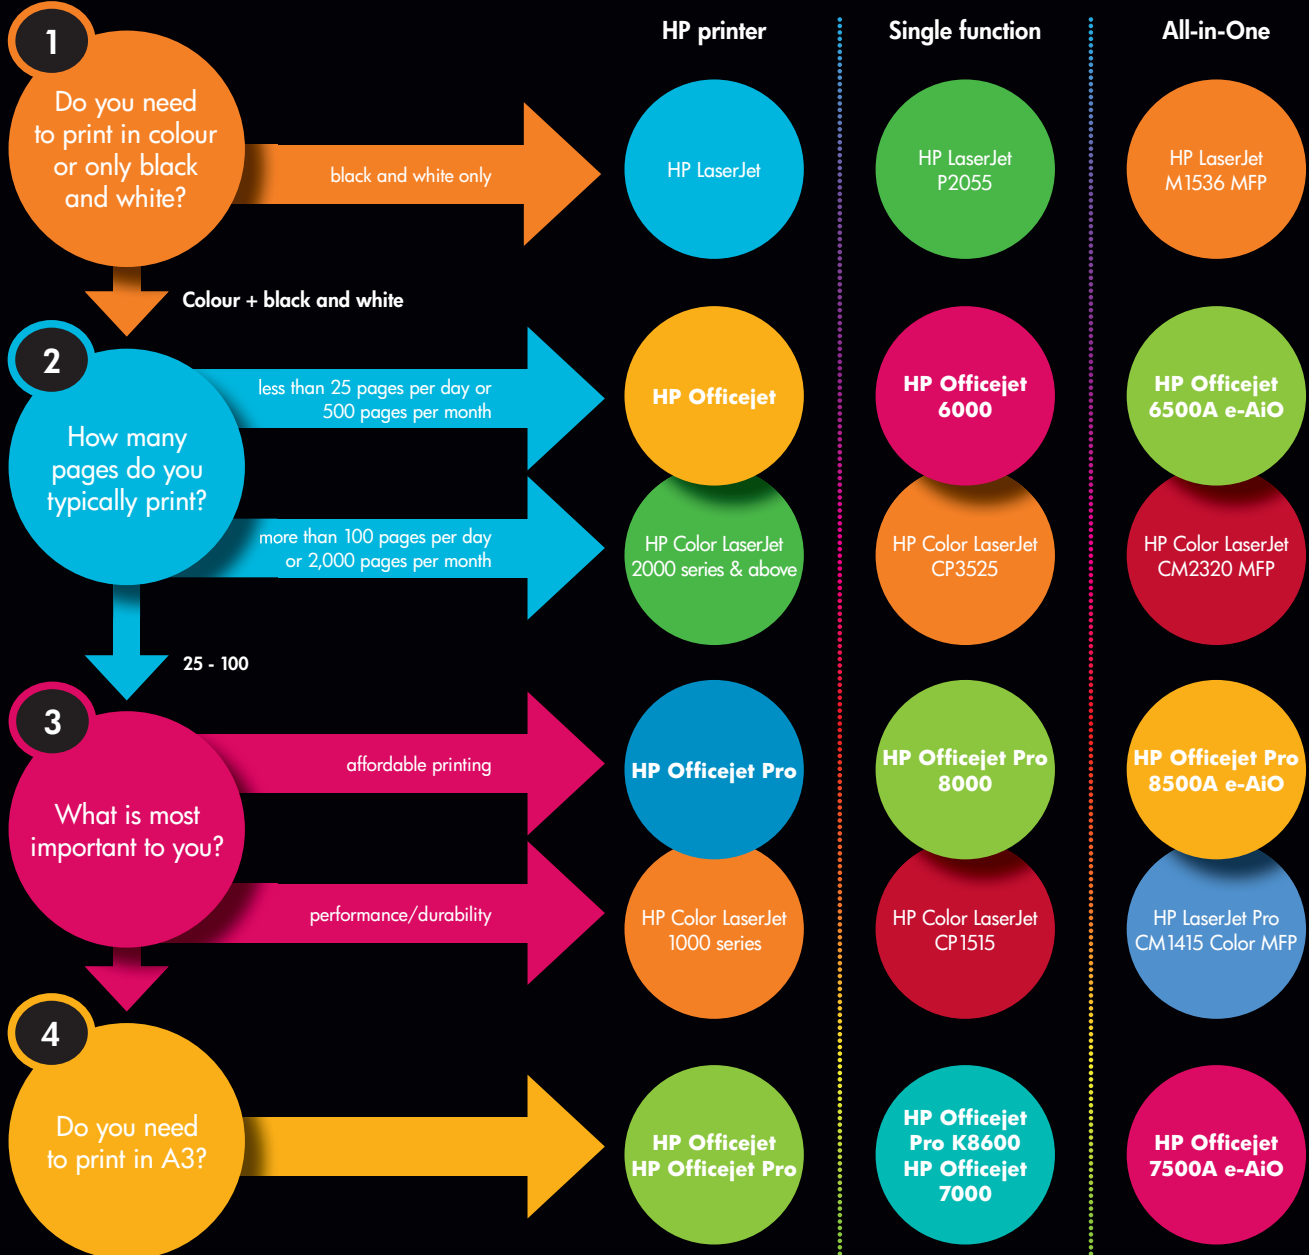 HP printer
Single function
All-in-One
1
Do you need
to print in colour
or only black
and white?
black and white only
HP LaserJet
HP LaserJet
P2055
HP LaserJet
M1536 MFP
Colour + black and white
2
How many
pages do you
typically print?
less than 25 pages per day or
500 pages per month
HP Officejet
HP Officejet
6000
HP Officejet
6500A e-AiO
more than 100 pages per day
or 2,000 pages per month
HP Color LaserJet
2000 series & above
HP Color LaserJet
CP3525
HP Color LaserJet
CM2320 MFP
25 - 100
3
What is most
important to you?
affordable printing
HP Officejet Pro
HP Officejet Pro
8000
HP Officejet Pro
8500A e-AiO
performance/durability
HP Color LaserJet
1000 series
HP Color LaserJet
CP1515
HP LaserJet Pro
CM1415 Color MFP
4
Do you need
to print in A3?
HP Officejet
HP Officejet Pro
HP Officejet
Pro K8600
HP Officejet
7000
HP Officejet
7500A e-AiO